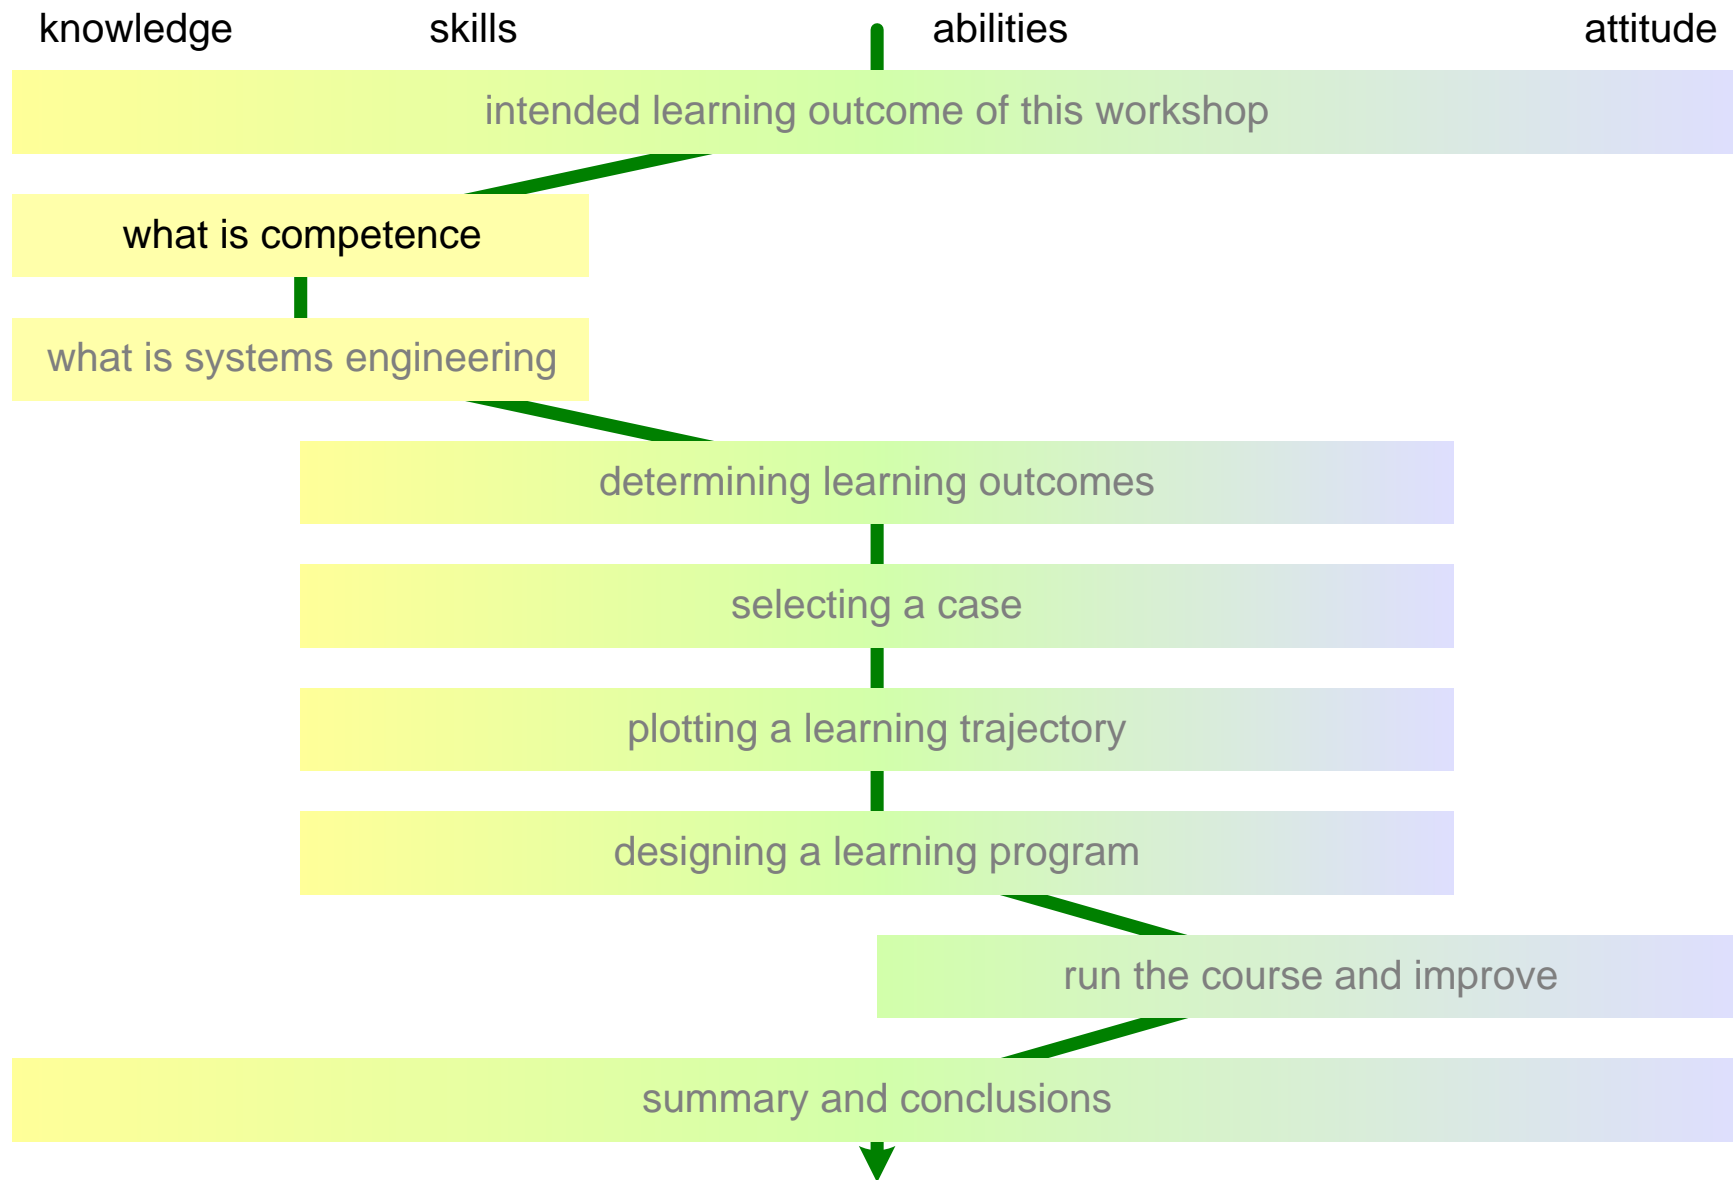 knowledge skills abilities attitude
intended learning outcome of this workshop
what is competence
what is systems engineering
determining learning outcomes
selecting a case
plotting a learning trajectory
designing a learning program
run the course and improve
summary and conclusions